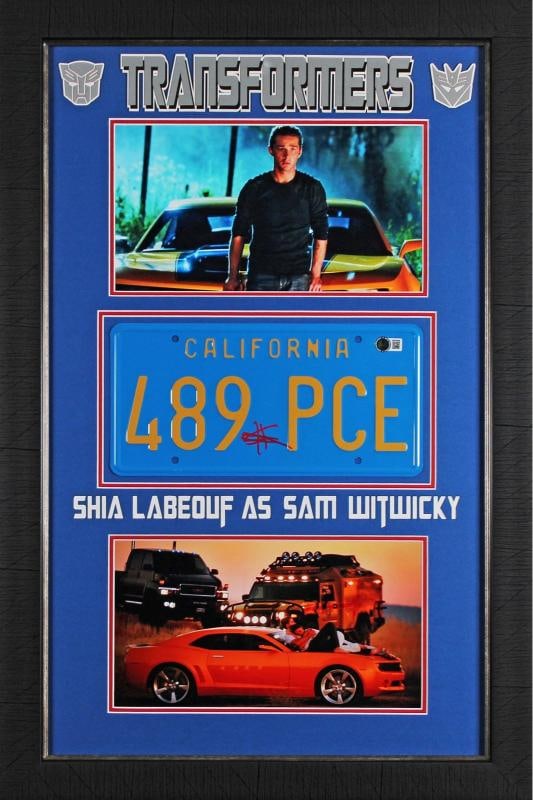 TRANSFORMERS
CALIFORNIA
489 PCE
SHIA LABEOUF AS SAM WITWICKY